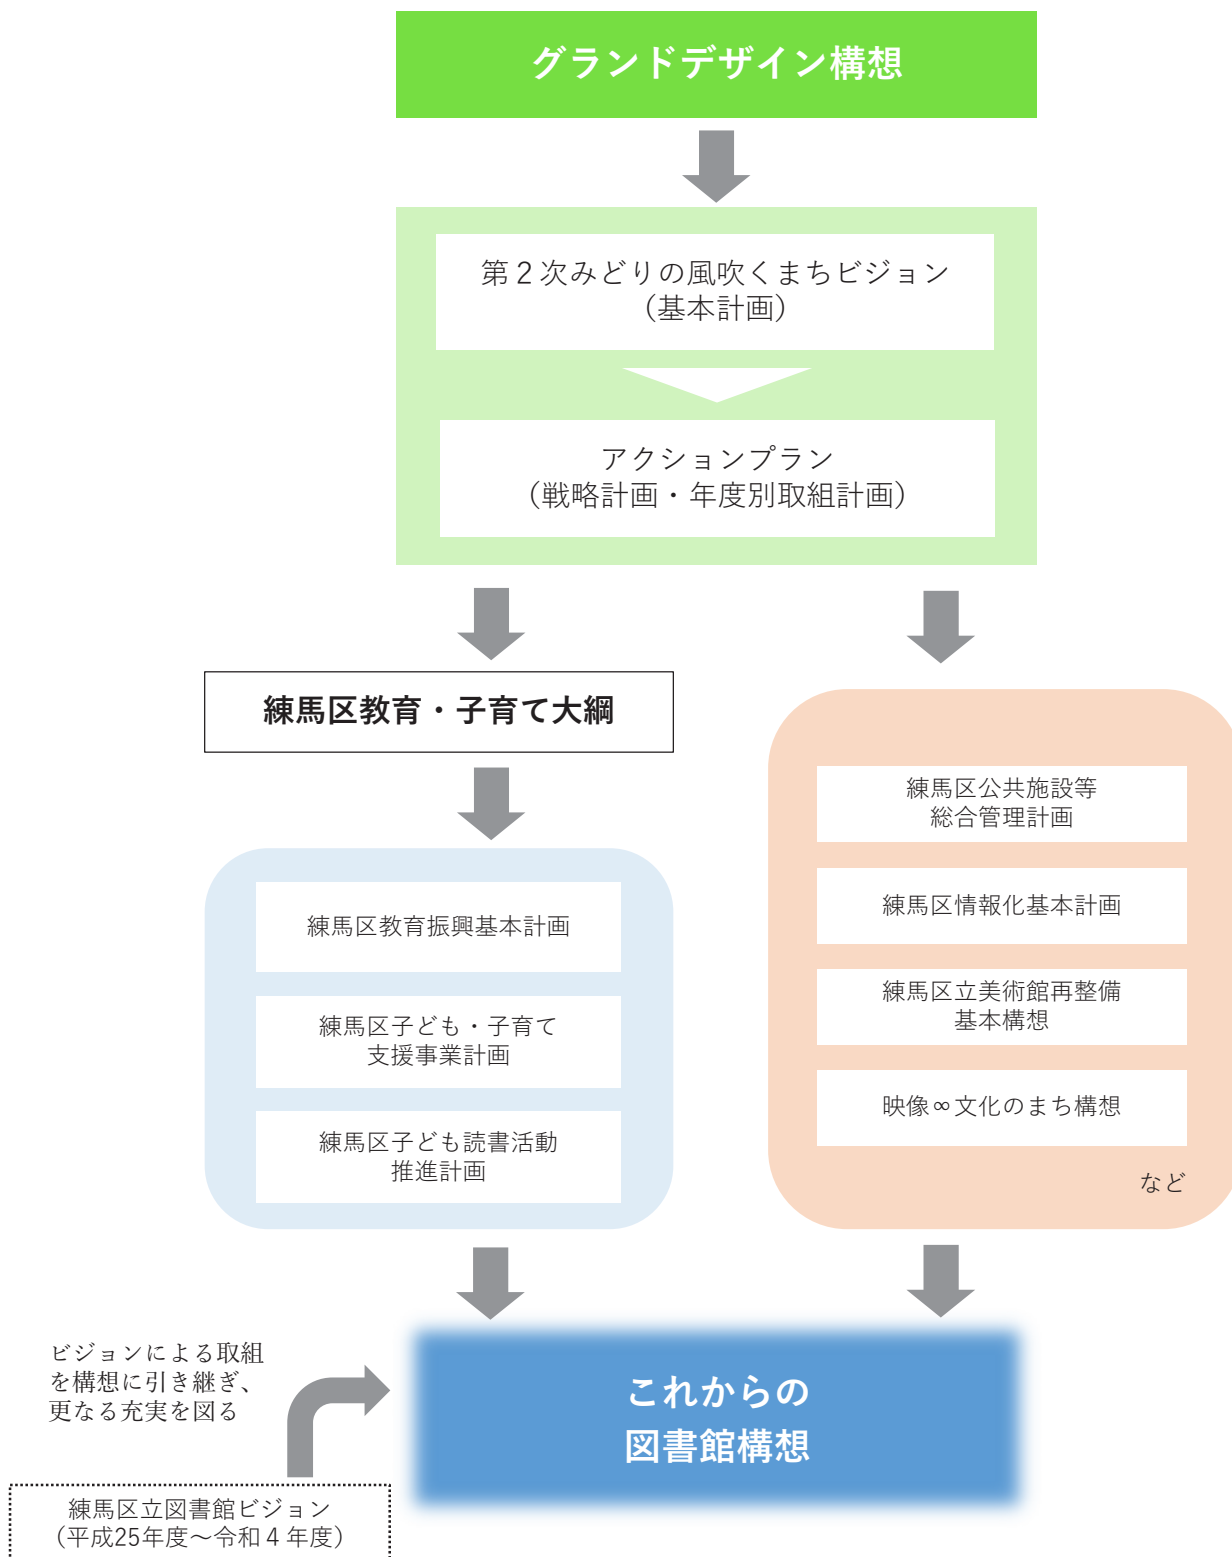 グランドデザイン構想
第２次みどりの風吹くまちビジョン
（基本計画）
アクションプラン
（戦略計画・年度別取組計画）
練馬区教育・子育て大綱
練馬区教育振興基本計画
練馬区子ども・子育て
支援事業計画
練馬区子ども読書活動
推進計画
練馬区公共施設等
総合管理計画
練馬区情報化基本計画
練馬区立美術館再整備
基本構想
映像∞文化のまち構想
など
ビジョンによる取組
を構想に引き継ぎ、
更なる充実を図る
これからの
図書館構想
練馬区立図書館ビジョン
（平成25年度～令和４年度）